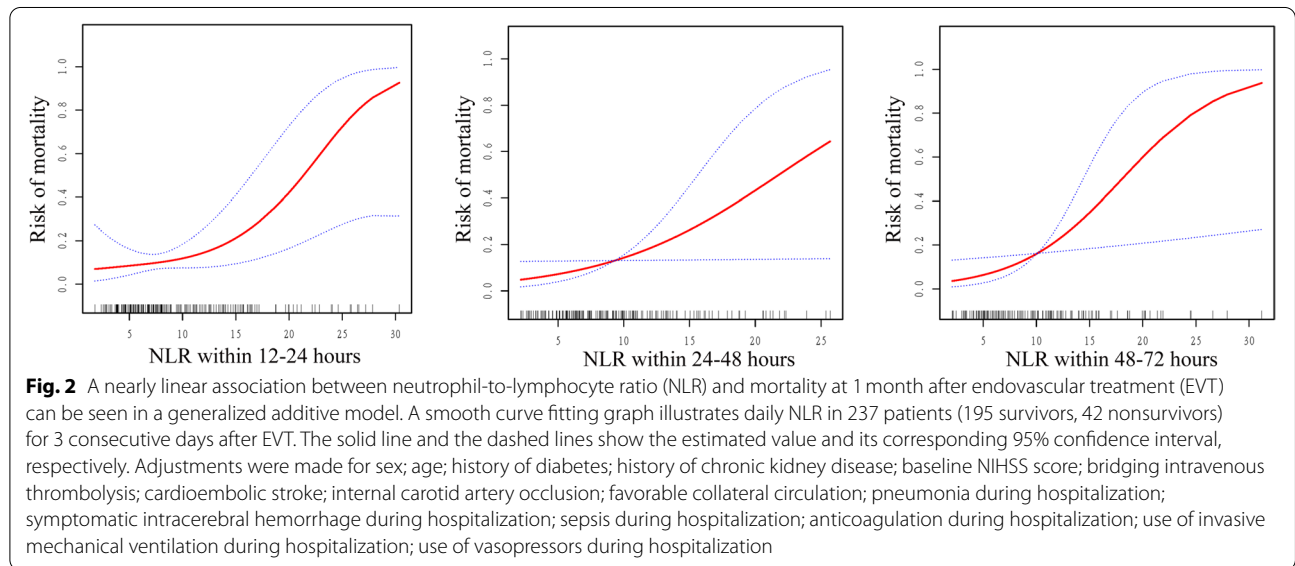 Risk of mortality
0.0 0.2 0.4 0.6 0.8 1.0
5 10 15 20 25 30
NLR within 12-24 hours
Risk of mortality
0.0 0.2 0.4 0.6 0.8 1.0
5 10 15 20 25
NLR within 24-48 hours
Risk of mortality
0.0 0.2 0.4 0.6 0.8 1.0
5 10 15 20 25 30
NLR within 48-72 hours
Fig. 2 A nearly linear association between neutrophil-to-lymphocyte ratio (NLR) and mortality at 1 month after endovascular treatment (EVT)
can be seen in a generalized additive model. A smooth curve fitting graph illustrates daily NLR in 237 patients (195 survivors, 42 nonsurvivors)
for 3 consecutive days after EVT. The solid line and the dashed lines show the estimated value and its corresponding 95% confidence interval,
respectively. Adjustments were made for sex; age; history of diabetes; history of chronic kidney disease; baseline NIHSS score; bridging intravenous
thrombolysis; cardioembolic stroke; internal carotid artery occlusion; favorable collateral circulation; pneumonia during hospitalization;
symptomatic intracerebral hemorrhage during hospitalization; sepsis during hospitalization; anticoagulation during hospitalization; use of invasive
mechanical ventilation during hospitalization; use of vasopressors during hospitalization